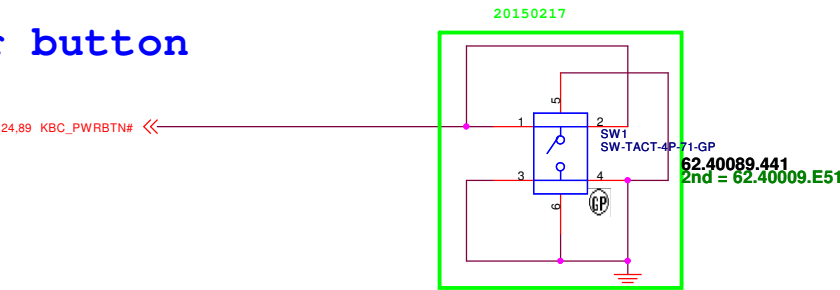 20150217
r button
24,89 KBC_PWRBTN#
5
1
2
SW1
SW-TACT-4P-71-GP
62.40089.441
2nd = 62.40009.E51
3
4
6
GP